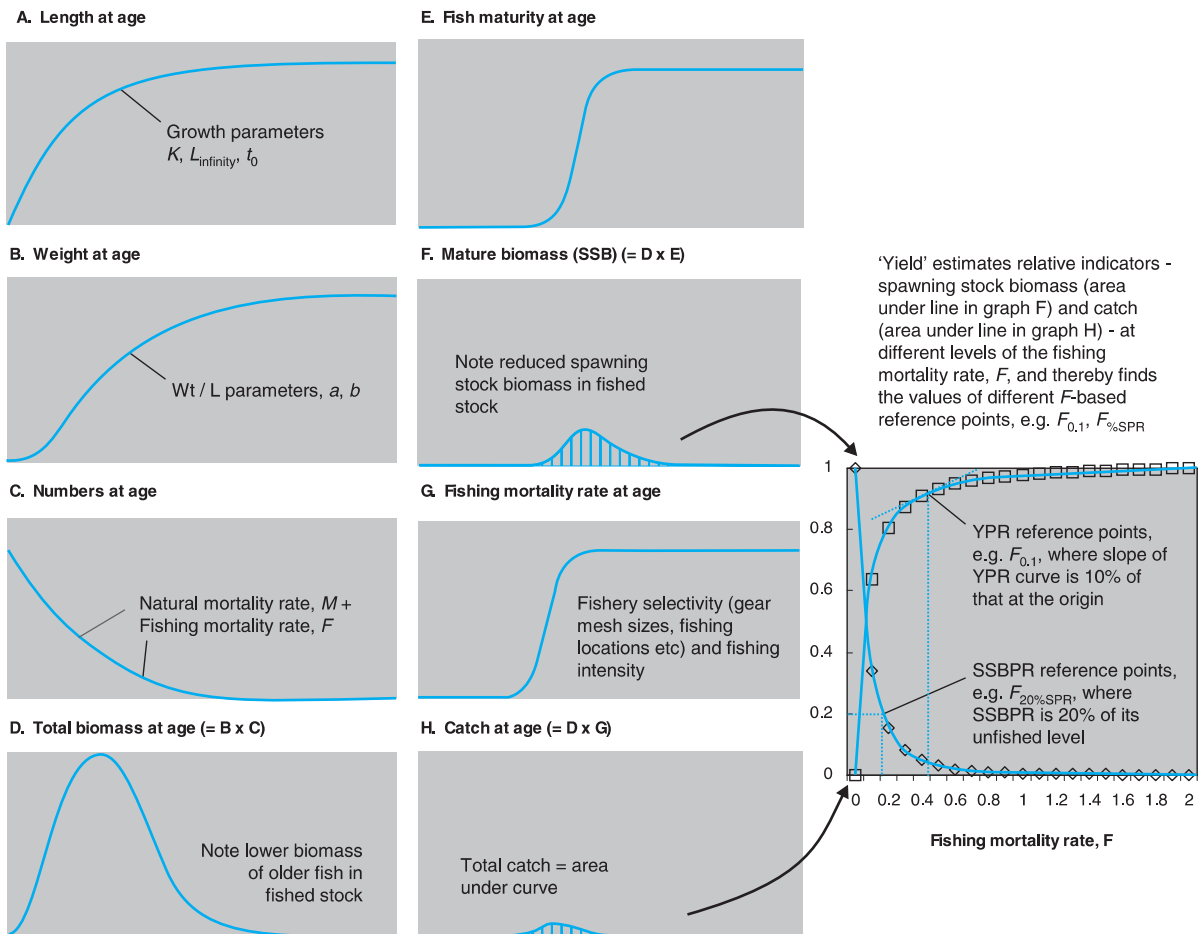 A. Length at age
Growth parameters
K, Linfinity, t0
B. Weight at age
Wt / L parameters, a, b
C. Numbers at age
Natural mortality rate, M +
Fishing mortality rate, F
D. Total biomass at age (= B x C)
Note lower biomass
of older fish in
fished stock
E. Fish maturity at age
F. Mature biomass (SSB) (= D x E)
Note reduced spawning
stock biomass in fished
stock
G. Fishing mortality rate at age
Fishery selectivity (gear
mesh sizes, fishing
locations etc) and fishing
intensity
H. Catch at age (= D x G)
Total catch = area
under curve
'Yield' estimates relative indicators -
spawning stock biomass (area
under line in graph F) and catch
(area under line in graph H) - at
different levels of the fishing
mortality rate, F, and thereby finds
the values of different F-based
reference points, e.g. F0.1, F%SPR
1
0.8
0.6
0.4
0.2
0
YPR reference points,
e.g. F0.1, where slope of
YPR curve is 10% of
that at the origin
SSBPR reference points,
e.g. F20%SPR, where
SSBPR is 20% of its
unfished level
0 0.2 0.4 0.6 0.8 1 1.2 1.4 1.6 1.8 2
Fishing mortality rate, F